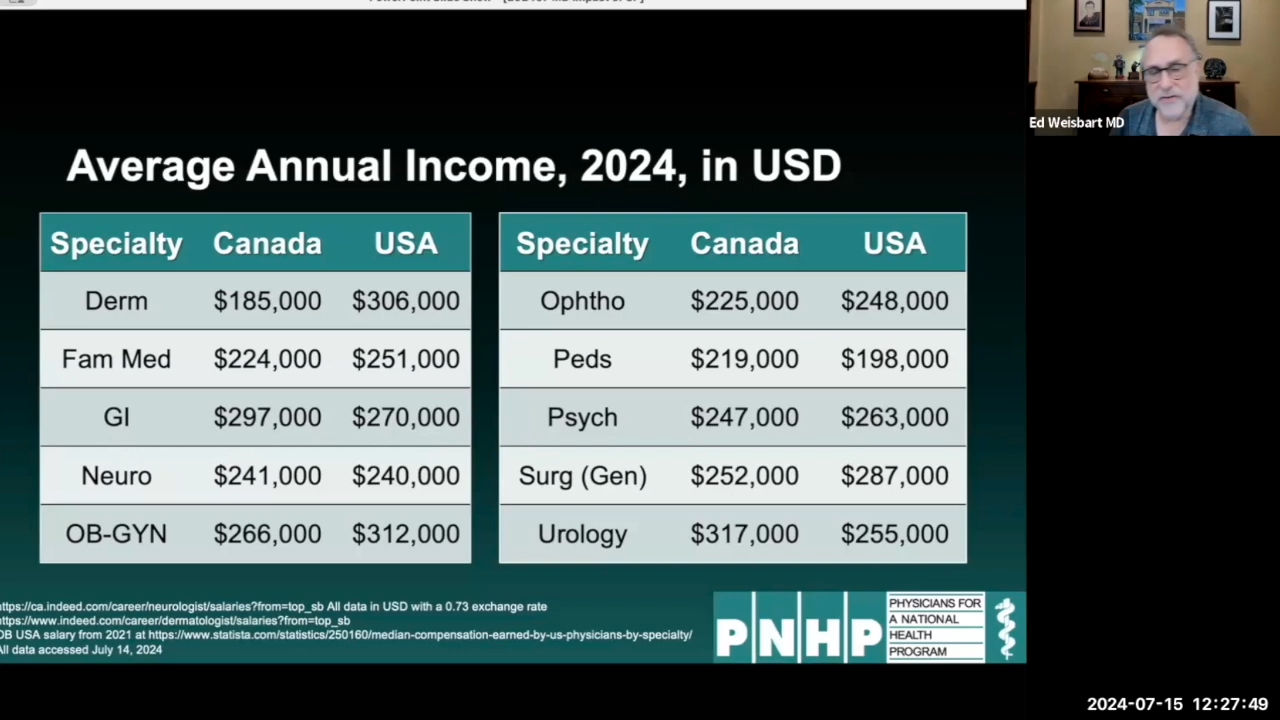 Ed Weisbart MD
Average Annual Income, 2024, in USD
Specialty Canada USA
Derm $185,000 $306,000
Fam Med $224,000 $251,000
GI $297,000 $270,000
Neuro $241,000 $240,000
OB-GYN $266,000 $312,000
Specialty Canada USA
Ophtho $225,000 $248,000
Peds $219,000 $198,000
Psych $247,000 $263,000
Surg (Gen) $252,000 $287,000
Urology $317,000 $255,000
https://ca.indeed.com/career/neurologist/salaries?from=top_sb All data in USD with a 0.73 exchange rate
https://www.indeed.com/career/dermatologist/salaries?from=top_sb
OB USA salary from 2021 at https://www.statista.com/statistics/250160/median-compensation-earned-by-us-physicians-by-specialty/
All data accessed July 14, 2024
PNHP
PHYSICIANS FOR
A NATIONAL
HEALTH
PROGRAM
2024-07-15 12:27:49